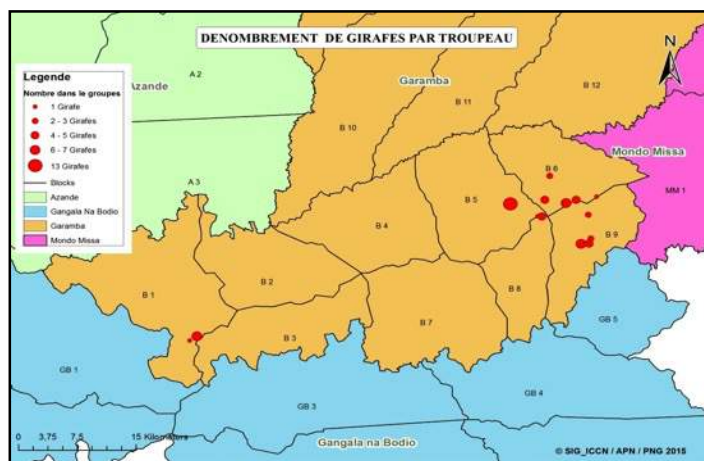 DENOMBREMENT DE GIRAFES PAR TROUPEAU
N
Legende
Nombre dans le groupes
1 Girafe
2 - 3 Girafes
4 - 5 Girafes
6 - 7 Girafes
13 Girafes
Blocks
Azande
Gangala Na Bodio
Garamba
Mondo Missa
Azande
A 2
Garamba
B 12
B 11
B 10
Mondo Missa
A 3
B 6
MM 1
B 5
B 4
B 9
B 2
B 1
B 8
B 7
B 3
GB 5
GB 1
GB 3
GB 4
0 3,75 7,5 15 Kilometers
Gangala na Bodio
© SIG_ICCN / APN / PNG 2015